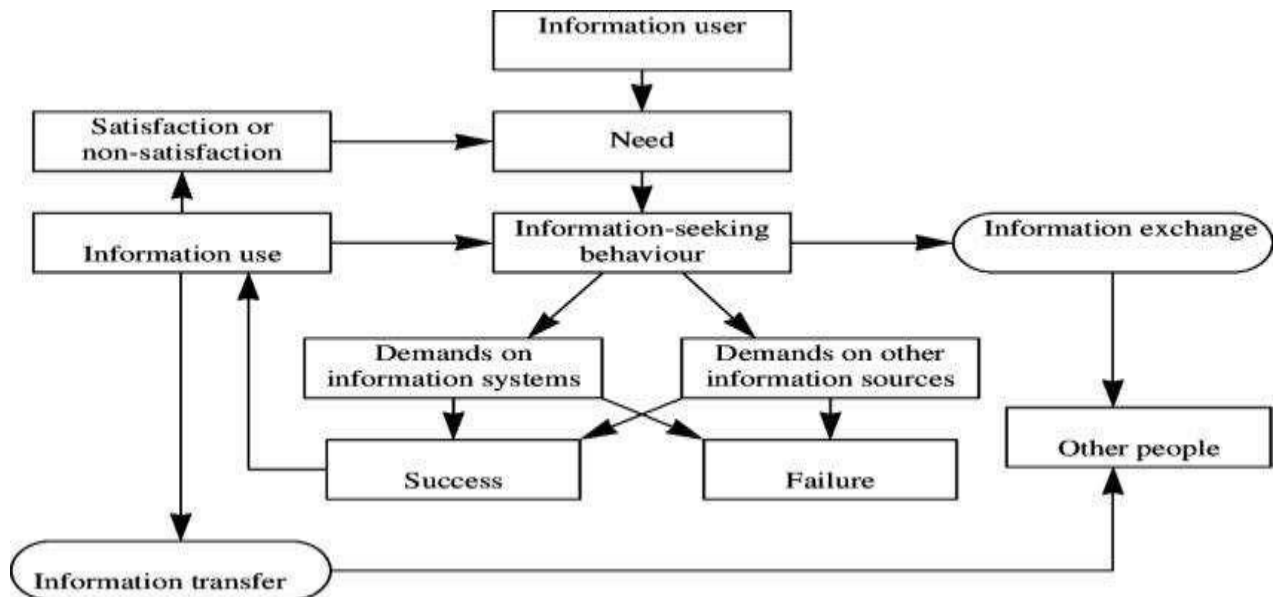 Information user
Satisfaction or
non-satisfaction
Need
Information use
Information-seeking
behaviour
Information exchange
Demands on
information systems
Demands on other
information sources
Success
Failure
Other people
Information transfer